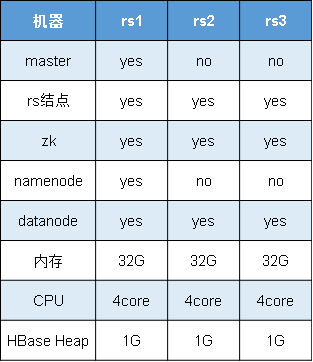 机器 rs1 rs2 rs3
master yes no no
rs结点 yes yes yes
zk yes yes yes
namenode yes no no
datanode yes yes yes
内存 32G 32G 32G
CPU 4core 4core 4core
HBase Heap 1G 1G 1G